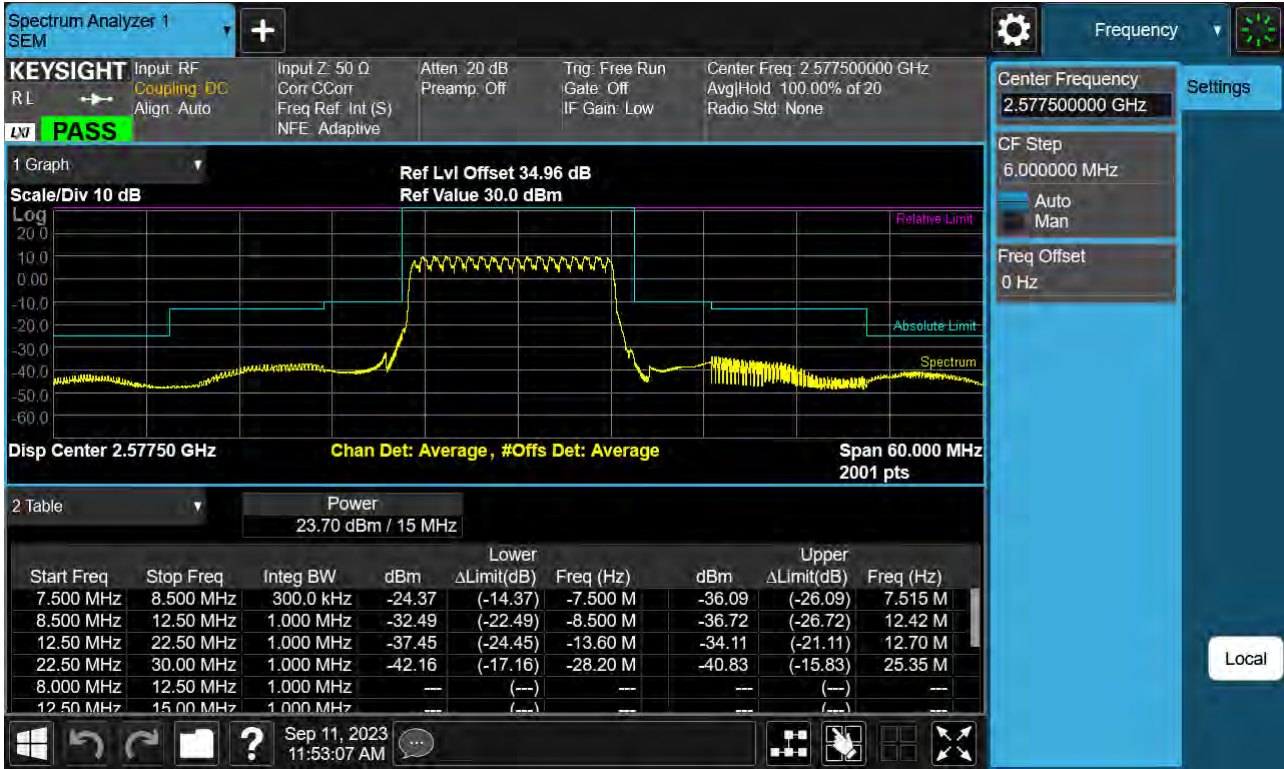 Spectrum Analyzer 1
SEM
Frequency
KEYSIGHT Input: RF Input Z: 50 Ω Atten: 20 dB Trig: Free Run Center Freq: 2.577500000 GHz
R L Coupling: DC Corr CCorr Preamp: Off Gate: Off Avg|Hold: 100.00% of 20
Align: Auto Freq Ref: Int (S) IF Gain: Low Radio Std: None
LXI PASS NFE: Adaptive
Center Frequency
2.577500000 GHz
Settings
CF Step
6.000000 MHz
Auto
Man
Freq Offset
0 Hz
1 Graph
Ref Lvl Offset 34.96 dB
Scale/Div 10 dB Ref Value 30.0 dBm
Log
20.0
10.0
0.00
-10.0
-20.0
-30.0
-40.0
-50.0
-60.0
Relative Limit
Absolute Limit
Spectrum
Disp Center 2.57750 GHz Chan Det: Average, #Offs Det: Average Span 60.000 MHz
2001 pts
2 Table
Power
23.70 dBm / 15 MHz
Lower Upper
Start Freq Stop Freq Integ BW dBm ΔLimit(dB) Freq (Hz) dBm ΔLimit(dB) Freq (Hz)
7.500 MHz 8.500 MHz 300.0 kHz -24.37 (-14.37) -7.500 M -36.09 (-26.09) 7.515 M
8.500 MHz 12.50 MHz 1.000 MHz -32.49 (-22.49) -8.500 M -36.72 (-26.72) 12.42 M
12.50 MHz 22.50 MHz 1.000 MHz -37.45 (-24.45) -13.60 M -34.11 (-21.11) 12.70 M
22.50 MHz 30.00 MHz 1.000 MHz -42.16 (-17.16) -28.20 M -40.83 (-15.83) 25.35 M
8.000 MHz 12.50 MHz 1.000 MHz --- (---) --- --- (---) ---
12.50 MHz 15.00 MHz 1.000 MHz --- (---) --- --- (---) ---
Local
Sep 11, 2023
11:53:07 AM